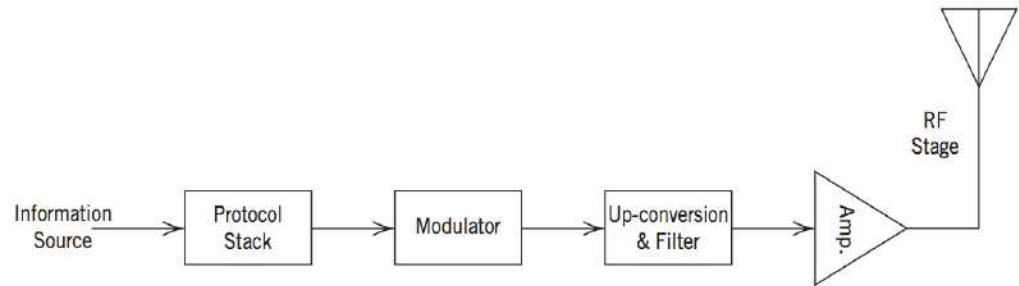 RF
Stage
Information
Source
Protocol
Stack
Modulator
Up-conversion
& Filter
Amp.